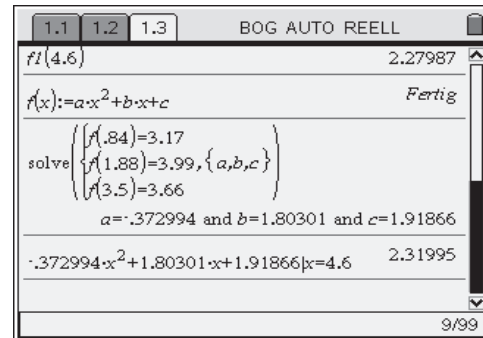 1.1 1.2 1.3 BOG AUTO REELL
f1(4.6) 2.27987
f(x):=a·x²+b·x+c Fertig
f(.84)=3.17
solve f(1.88)=3.99,{a,b,c}
f(3.5)=3.66
a=-.372994 and b=1.80301 and c=1.91866
-.372994·x²+1.80301·x+1.91866|x=4.6 2.31995
9/99